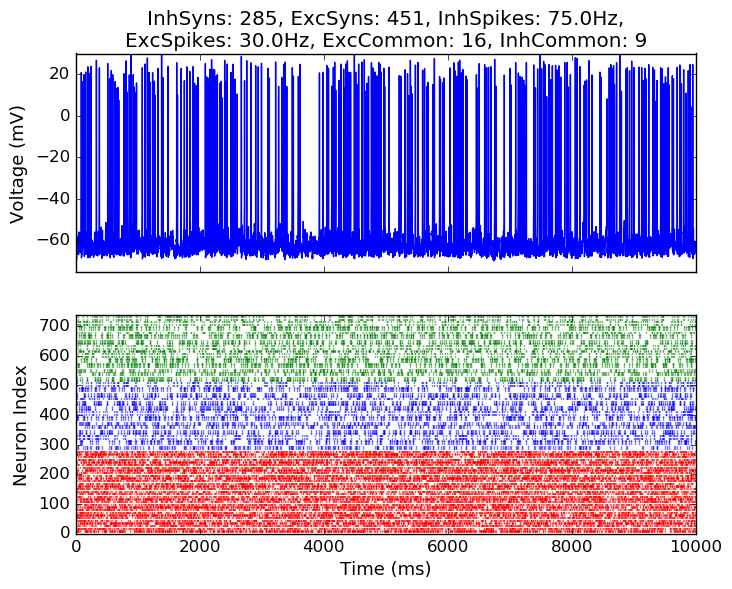 InhSyns: 285, ExcSyns: 451, InhSpikes: 75.0Hz,
ExcSpikes: 30.0Hz, ExcCommon: 16, InhCommon: 9
20
0
−20
−40
−60
Voltage (mV)
700
600
500
400
300
200
100
0
Neuron Index
0 2000 4000 6000 8000 10000
Time (ms)